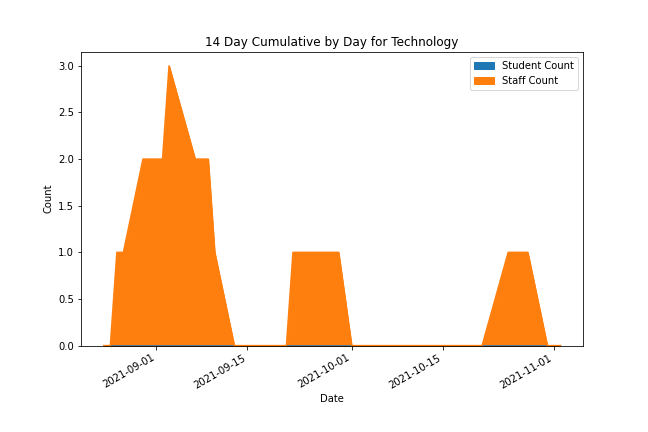 14 Day Cumulative by Day for Technology
Student Count
Staff Count
3.0
2.5
2.0
1.5
1.0
0.5
0.0
Count
2021-09-01
2021-09-15
2021-10-01
2021-10-15
2021-11-01
Date